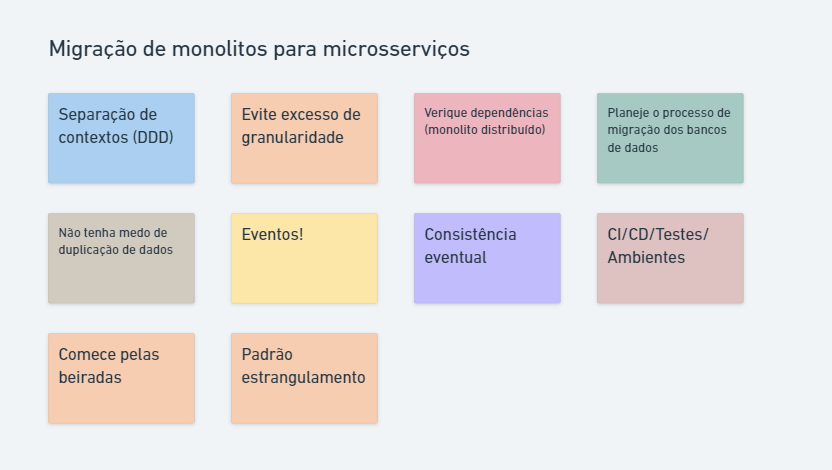 Migração de monolitos para microsserviços
Separação de
contextos (DDD)
Evite excesso de
granularidade
Verique dependências
(monolito distribuído)
Planeje o processo de
migração dos bancos
de dados
Não tenha medo de
duplicação de dados
Eventos!
Consistência
eventual
CI/CD/Testes/
Ambientes
Comece pelas
beiradas
Padrão
estrangulamento